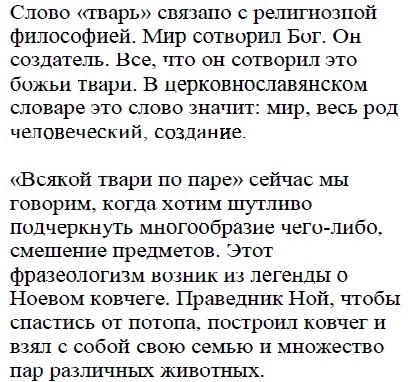 Слово «тварь» связано с религиозной
философией. Мир сотворил Бог. Он
создатель. Все, что он сотворил это
божьи твари. В церковнославянском
словаре это слово значит: мир, весь род
человеческий, создание.
«Всякой твари по паре» сейчас мы
говорим, когда хотим шутливо
подчеркнуть многообразие чего-либо,
смешение предметов. Этот
фразеологизм возник из легенды о
Ноевом ковчеге. Праведник Ной, чтобы
спастись от потопа, построил ковчег и
взял с собой свою семью и множество
пар различных животных.